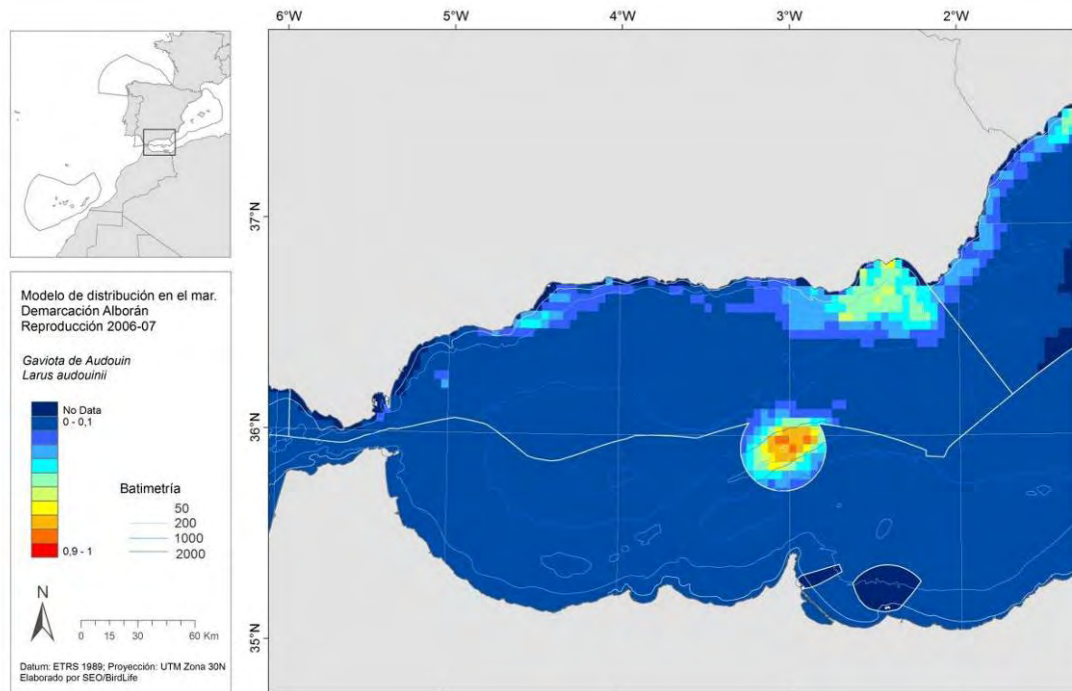 6°W 5°W 4°W 3°W 2°W
37°N
36°N
35°N
Modelo de distribución en el mar.
Demarcación Alborán
Reproducción 2006-07
Gaviota de Audouin
Larus audouinii
No Data
0 - 0,1
0,9 - 1
Batimetría
50
200
1000
2000
N
0 15 30 60 Km
Datum: ETRS 1989; Proyección: UTM Zona 30N
Elaborado por SEO/BirdLife